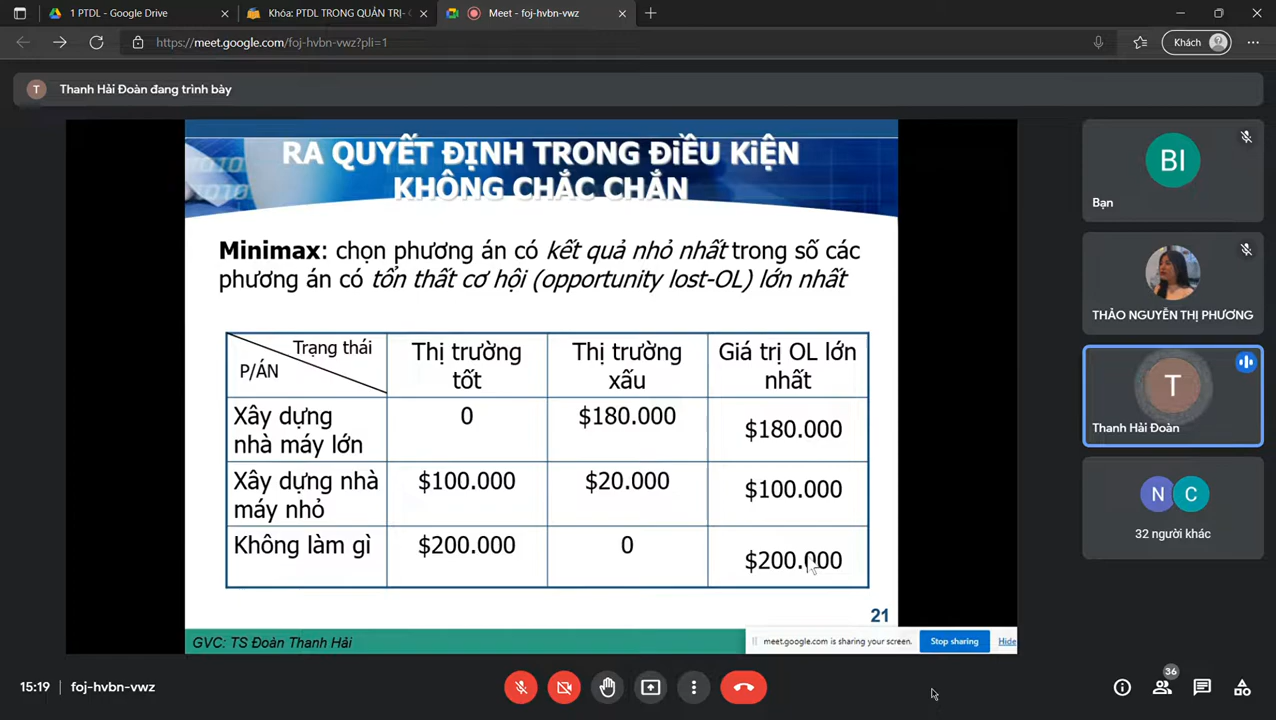 1 PTDL - Google Drive
Khóa: PTDL TRONG QUẢN TRỊ- C
Meet - foj-hvbn-vwz
https://meet.google.com/foj-hvbn-vwz?pli=1
Khách
T
Thanh Hải Đoàn đang trình bày
RA QUYẾT ĐỊNH TRONG ĐiỀU KiỆN
KHÔNG CHẮC CHẮN
Minimax: chọn phương án có kết quả nhỏ nhất trong số các
phương án có tổn thất cơ hội (opportunity lost-OL) lớn nhất
Trạng thái
P/ÁN
Thị trường
tốt
Thị trường
xấu
Giá trị OL lớn
nhất
Xây dựng
nhà máy lớn
0
$180.000
$180.000
Xây dựng nhà
máy nhỏ
$100.000
$20.000
$100.000
Không làm gì
$200.000
0
$200.000
21
GVC: TS Đoàn Thanh Hải
meet.google.com is sharing your screen.
Stop sharing
Hide
BI
Bạn
THẢO NGUYỄN THỊ PHƯƠNG
T
Thanh Hải Đoàn
N
C
32 người khác
15:19
foj-hvbn-vwz
36